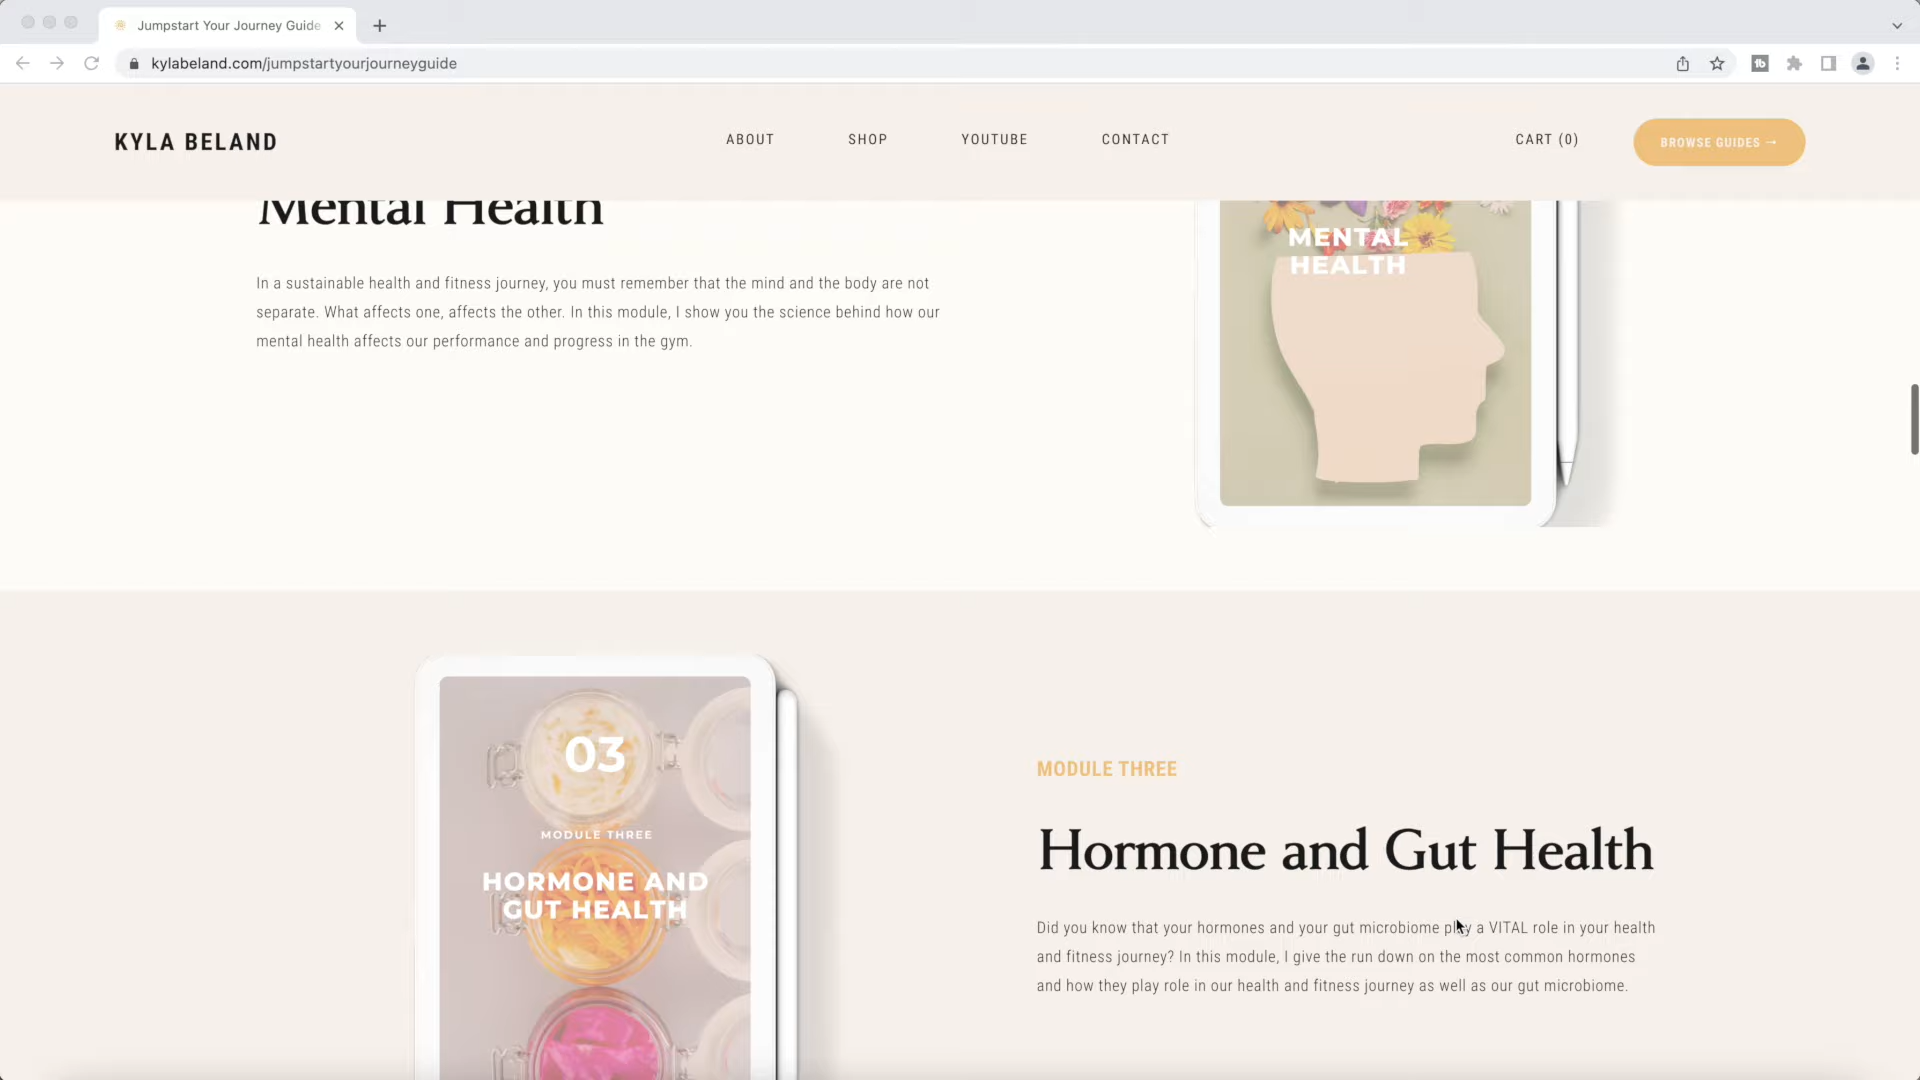 Jumpstart Your Journey Guide
kylabeland.com/jumpstartyourjourneyguide
KYLA BELAND
ABOUT
SHOP
YOUTUBE
CONTACT
CART (0)
BROWSE GUIDES →
Mental Health
In a sustainable health and fitness journey, you must remember that the mind and the body are not
separate. What affects one, affects the other. In this module, I show you the science behind how our
mental health affects our performance and progress in the gym.
MENTAL
HEALTH
03
MODULE THREE
HORMONE AND
GUT HEALTH
MODULE THREE
Hormone and Gut Health
Did you know that your hormones and your gut microbiome play a VITAL role in your health
and fitness journey? In this module, I give the run down on the most common hormones
and how they play role in our health and fitness journey as well as our gut microbiome.